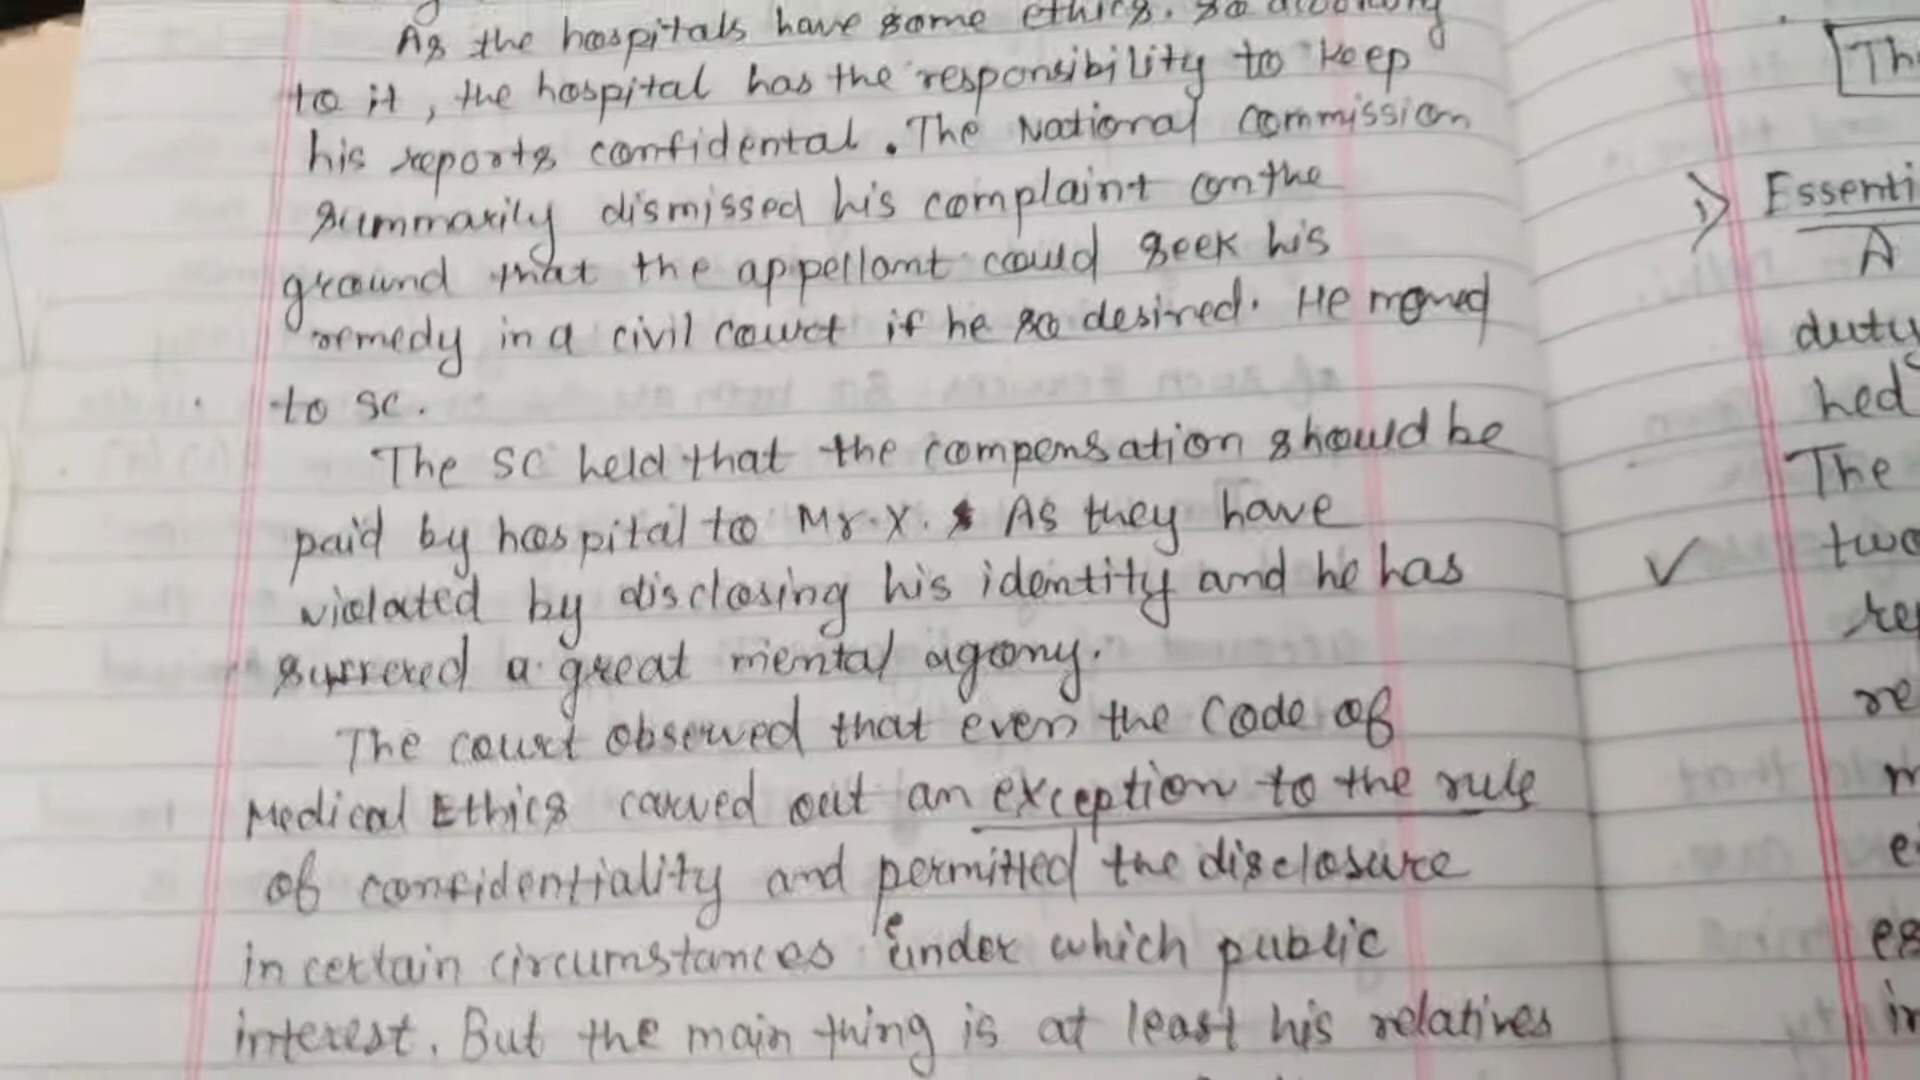 As the hospitals have some ethics. So according
to it, the hospital has the responsibility to keep
his reports confidental. The National commission
summarily dismissed his complaint on the
ground that the appellant could seek his
remedy in a civil court if he so desired. He moved
to SC.
The SC held that the compensation should be
paid by hospital to Mr. X. As they have
violated by disclosing his identity and he has
suffered a great mental agony.
The court observed that even the Code of
Medical Ethics carved out an exception to the rule
of confidentiality and permitted the disclosure
in certain circumstances under which public
interest. But the main thing is at least his relatives
Th
1) Essenti
A
duty
hed
The
two
re
re
m
e
es
in